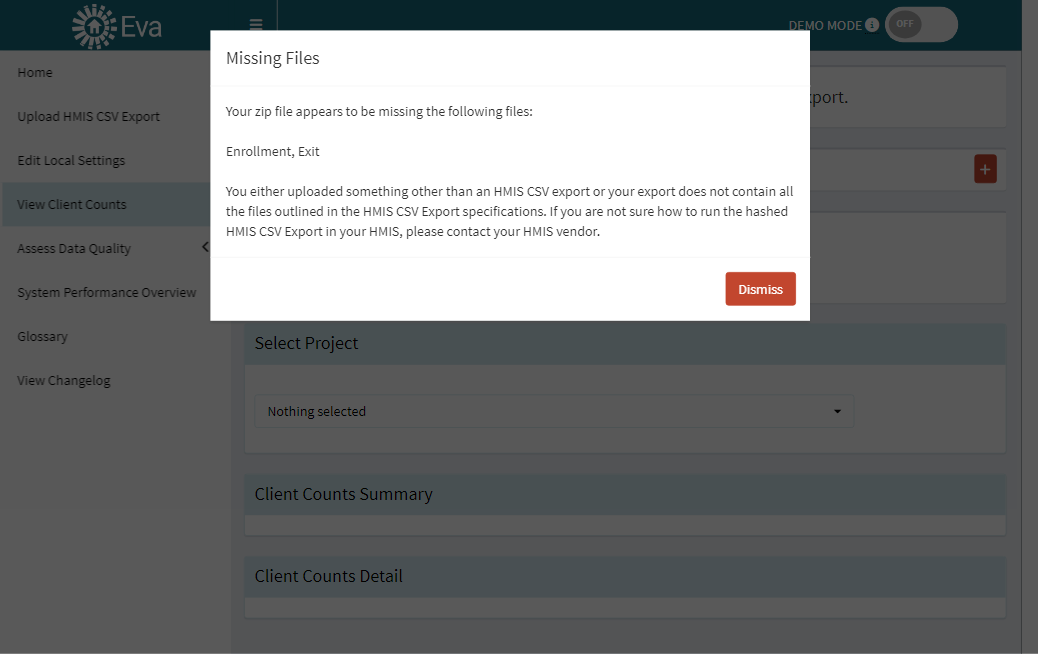 Eva
DEMO MODE i OFF
Missing Files
Your zip file appears to be missing the following files:
Enrollment, Exit
You either uploaded something other than an HMIS CSV export or your export does not contain all
the files outlined in the HMIS CSV Export specifications. If you are not sure how to run the hashed
HMIS CSV Export in your HMIS, please contact your HMIS vendor.
Dismiss
Home
Upload HMIS CSV Export
Edit Local Settings
View Client Counts
Assess Data Quality
System Performance Overview
Glossary
View Changelog
Select Project
Nothing selected
Client Counts Summary
Client Counts Detail